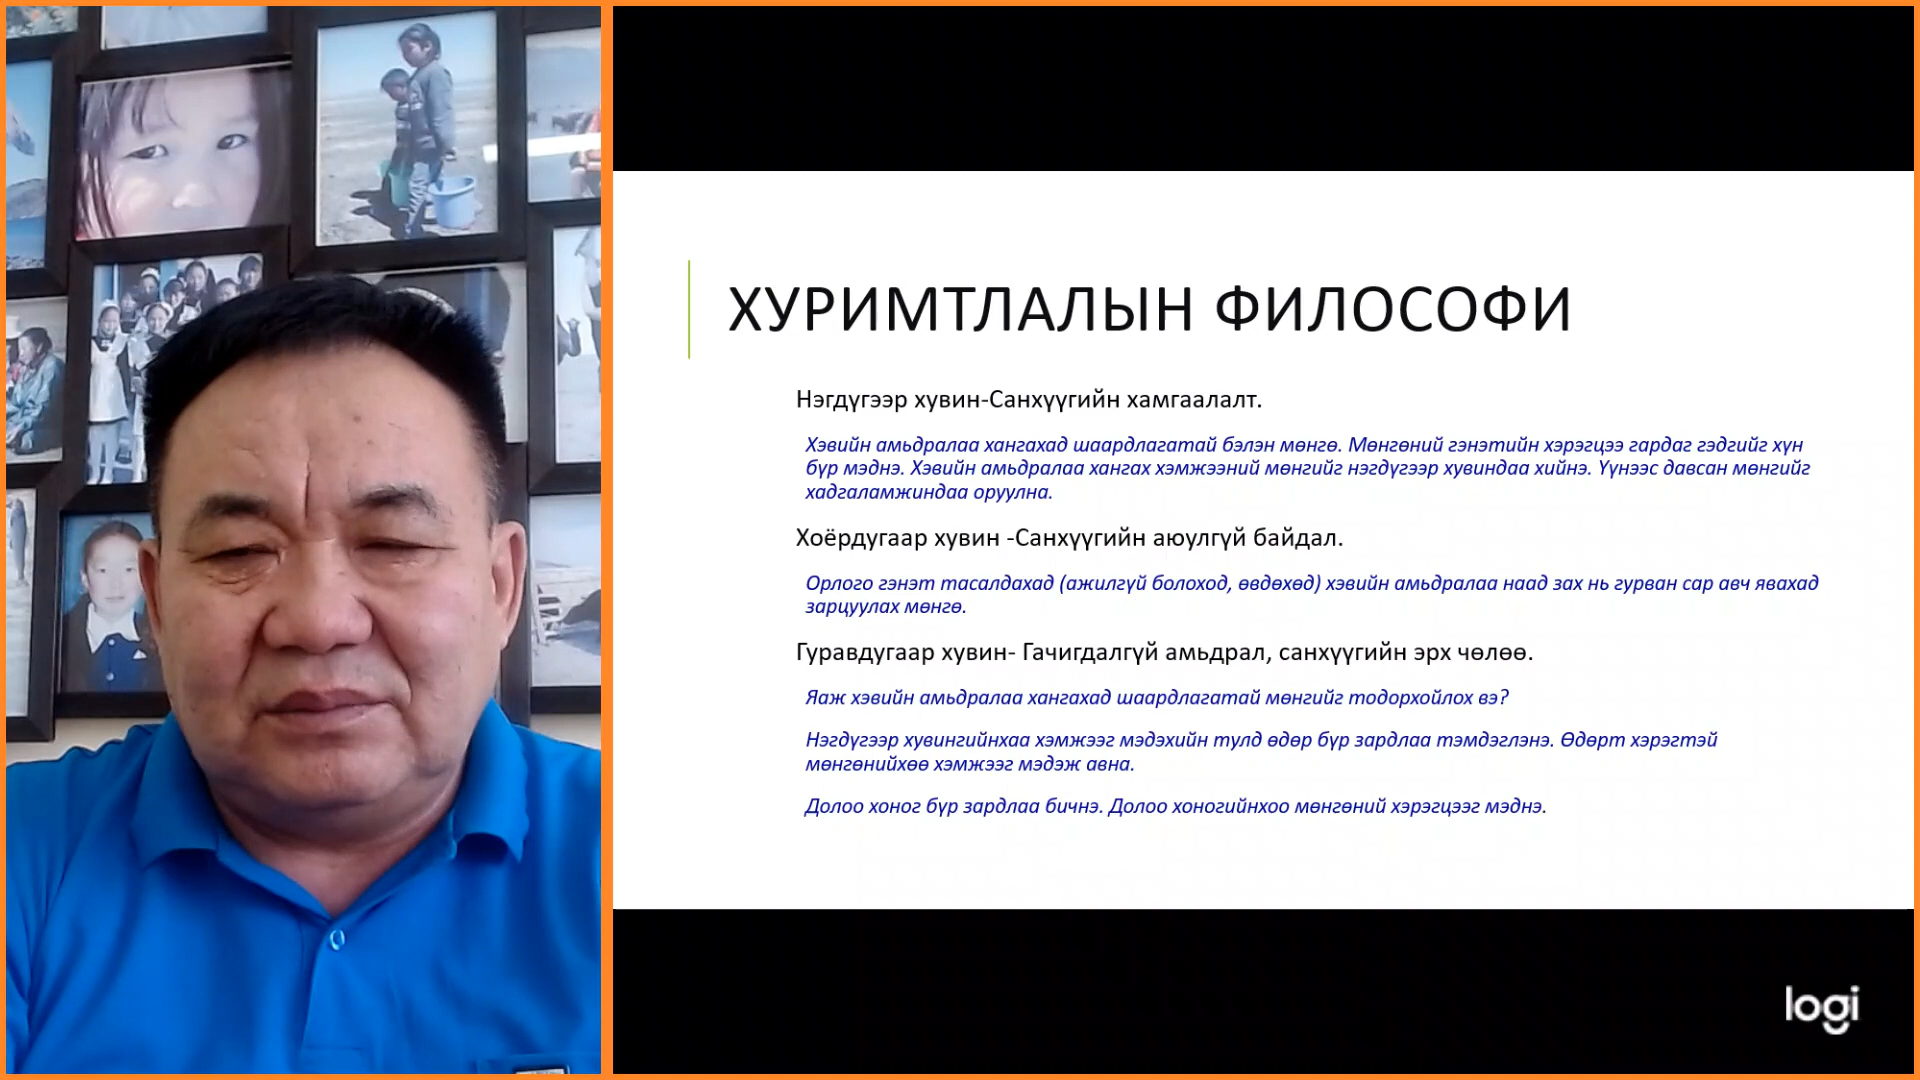 ХУРИМТЛАЛЫН ФИЛОСОФИ
Нэгдүгээр хувин-Санхүүгийн хамгаалалт.
Хэвийн амьдралаа хангахад шаардлагатай бэлэн мөнгө. Мөнгөний гэнэтийн хэрэгцээ гардаг гэдгийг хүн
бүр мэднэ. Хэвийн амьдралаа хангах хэмжээний мөнгийг нэгдүгээр хувиндаа хийнэ. Үүнээс давсан мөнгийг
хадгаламжиндаа оруулна.
Хоёрдугаар хувин -Санхүүгийн аюулгүй байдал.
Орлого гэнэт тасалдахад (ажилгүй болоход, өвдөхөд) хэвийн амьдралаа наад зах нь гурван сар авч явахад
зарцуулах мөнгө.
Гуравдугаар хувин- Гачигдалгүй амьдрал, санхүүгийн эрх чөлөө.
Яаж хэвийн амьдралаа хангахад шаардлагатай мөнгийг тодорхойлох вэ?
Нэгдүгээр хувингийнхаа хэмжээг мэдэхийн тулд өдөр бүр зардлаа тэмдэглэнэ. Өдөрт хэрэгтэй
мөнгөнийхөө хэмжээг мэдэж авна.
Долоо хоног бүр зардлаа бичнэ. Долоо хоногийнхоо мөнгөний хэрэгцээг мэднэ.
logi